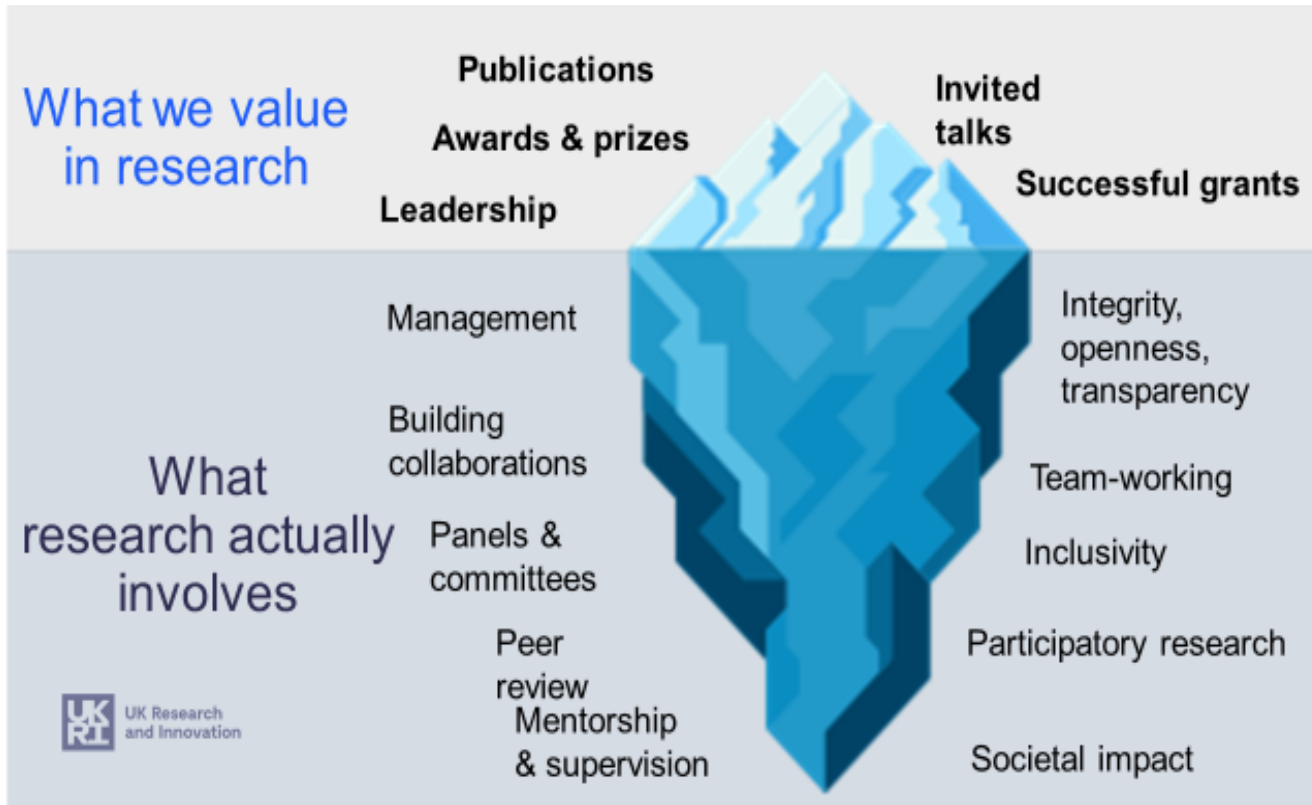 What we value
in research
Publications
Awards & prizes
Leadership
Invited
talks
Successful grants
What
research actually
involves
Management
Building
collaborations
Panels &
committees
Peer
review
Mentorship
& supervision
Integrity,
openness,
transparency
Team-working
Inclusivity
Participatory research
Societal impact
UK
RI
UK Research
and Innovation